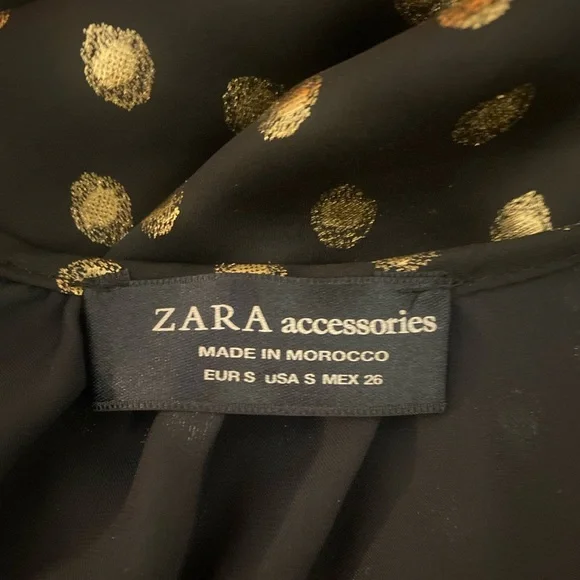 ZARA accessories
MADE IN MOROCCO
EUR S USA S MEX 26